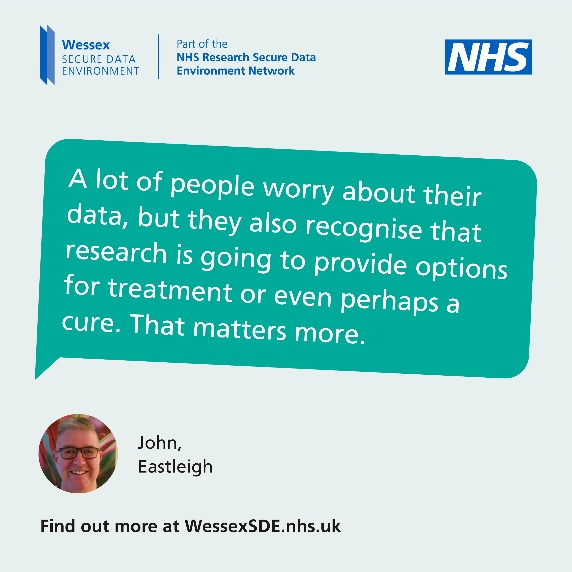 Wessex
SECURE DATA
ENVIRONMENT
Part of the
NHS Research Secure Data
Environment Network
NHS
A lot of people worry about their
data, but they also recognise that
research is going to provide options
for treatment or even perhaps a
cure. That matters more.
John,
Eastleigh
Find out more at WessexSDE.nhs.uk